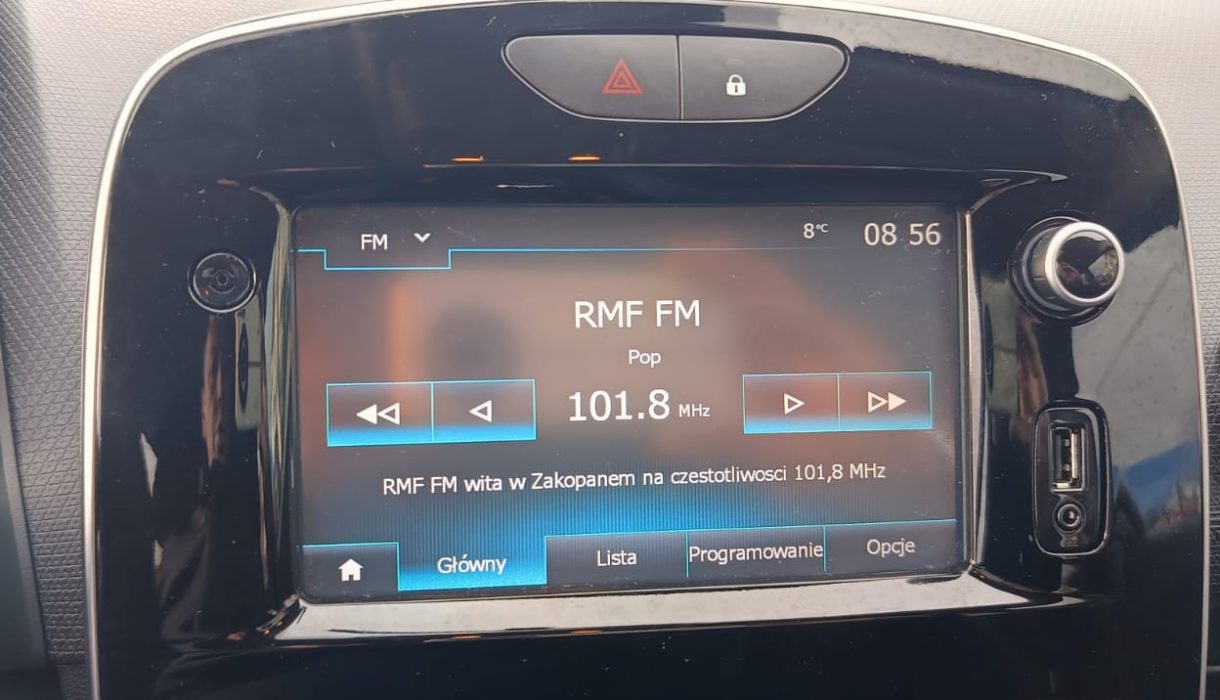 FM
8°C
08 56
RMF FM
Pop
101.8 MHz
RMF FM wita w Zakopanem na czestotliwosci 101,8 MHz
Główny
Lista
Programowanie
Opcje